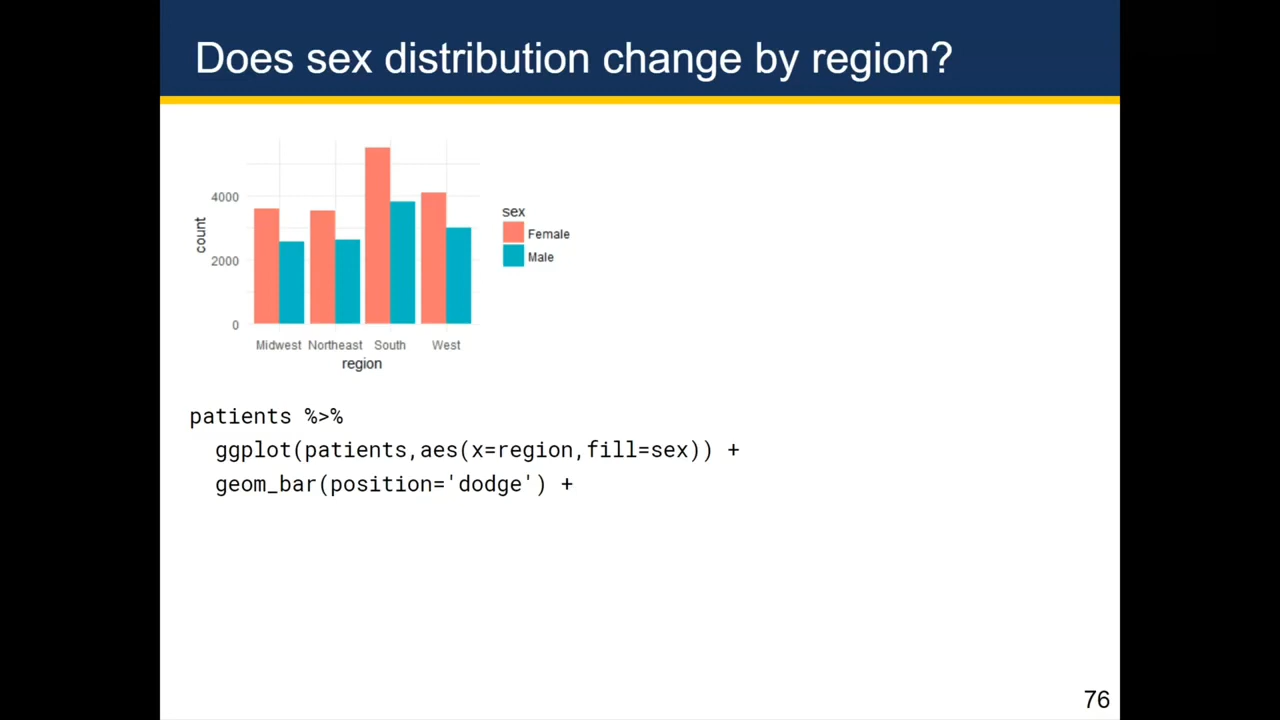 Does sex distribution change by region?
4000
2000
0
count
Midwest Northeast South West
region
sex
Female
Male
patients %>%
ggplot(patients,aes(x=region,fill=sex)) +
geom_bar(position='dodge') +
76